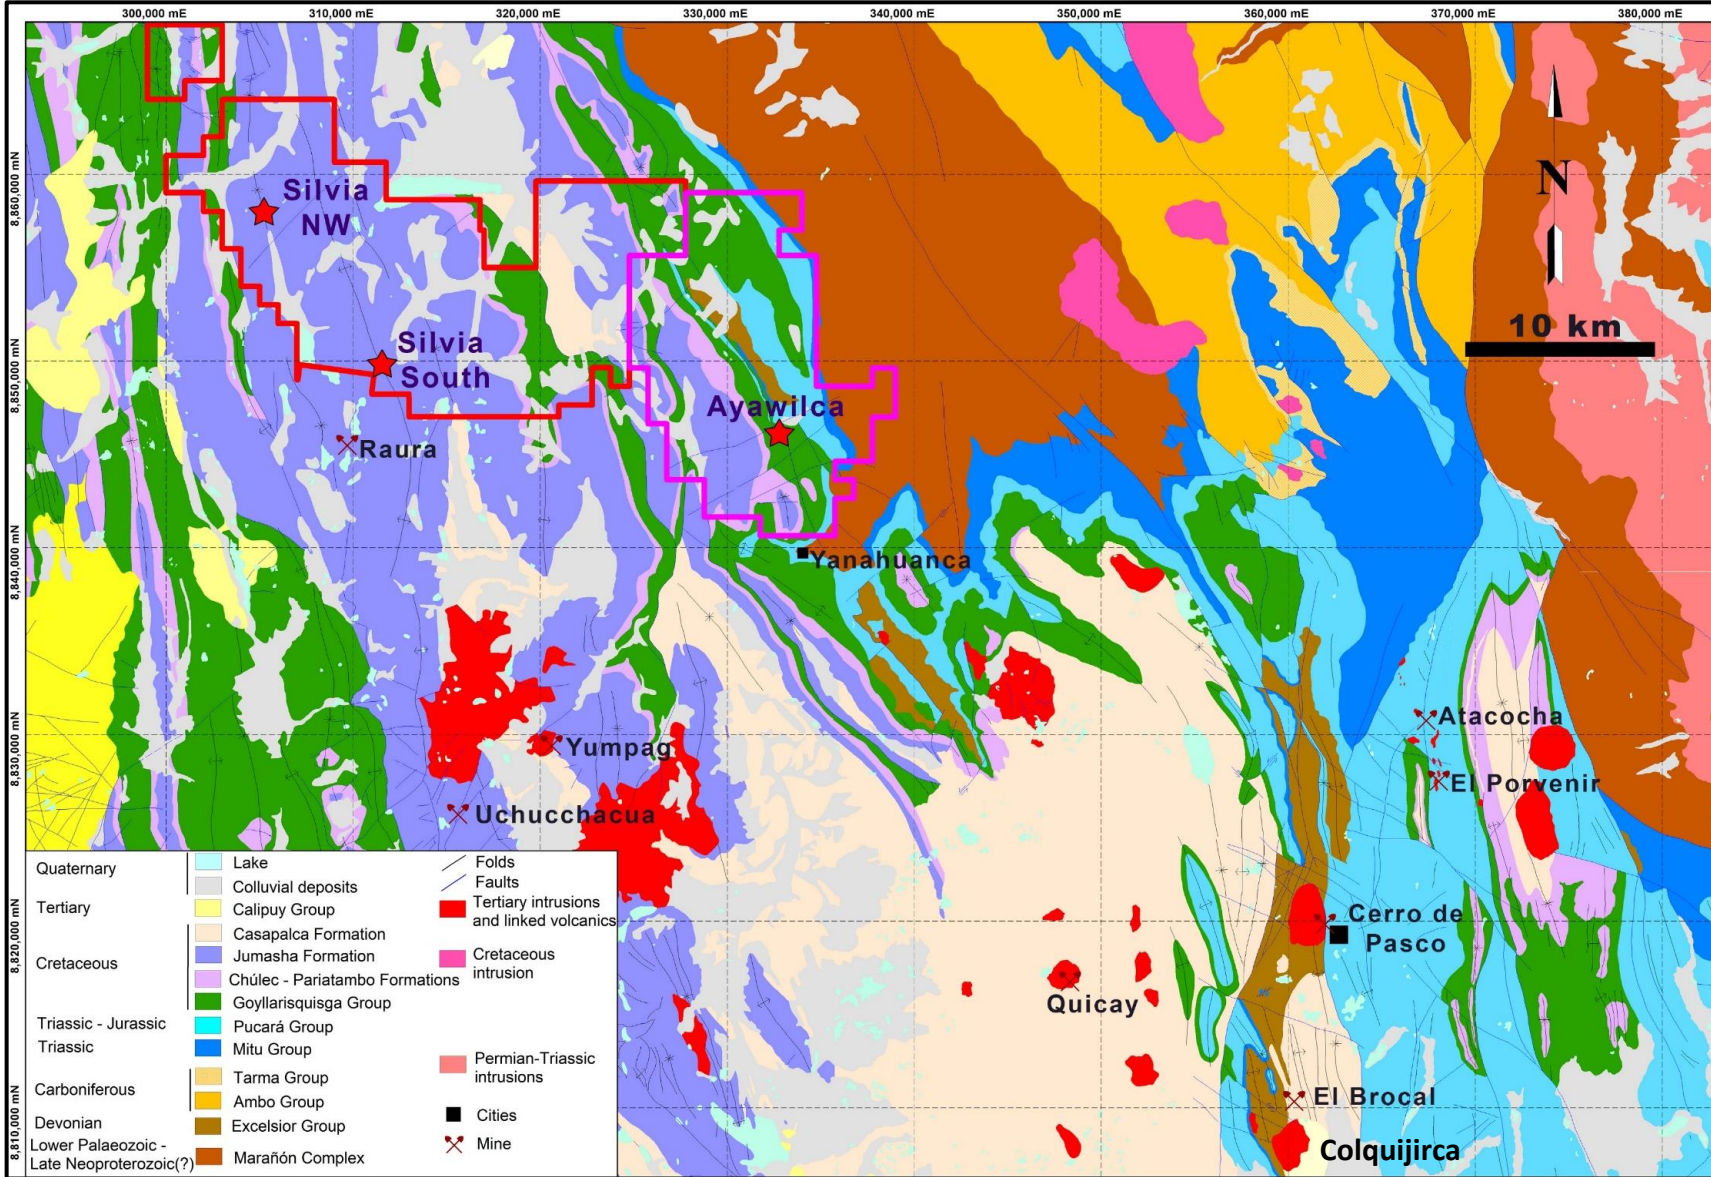 300,000 mE
310,000 mE
320,000 mE
330,000 mE
340,000 mE
350,000 mE
360,000 mE
370,000 mE
380,000 mE
8,860,000 mN
8,850,000 mN
8,840,000 mN
8,830,000 mN
8,820,000 mN
8,810,000 mN
N
10 km
Silvia
NW
Silvia
South
Ayawilca
Raura
Yanahuanca
Yumpag
Uchucchacua
Atacocha
El Porvenir
Cerro de
Pasco
Quicay
El Brocal
Colquijirca
Quaternary
Lake
Colluvial deposits
Tertiary
Calipuy Group
Cretaceous
Casapalca Formation
Jumasha Formation
Chúlec - Pariatambo Formations
Goyllarisquisga Group
Triassic - Jurassic
Pucará Group
Triassic
Mitu Group
Carboniferous
Tarma Group
Ambo Group
Devonian
Excelsior Group
Lower Palaeozoic -
Late Neoproterozoic(?)
Marañón Complex
Folds
Faults
Tertiary intrusions
and linked volcanics
Cretaceous
intrusion
Permian-Triassic
intrusions
Cities
Mine